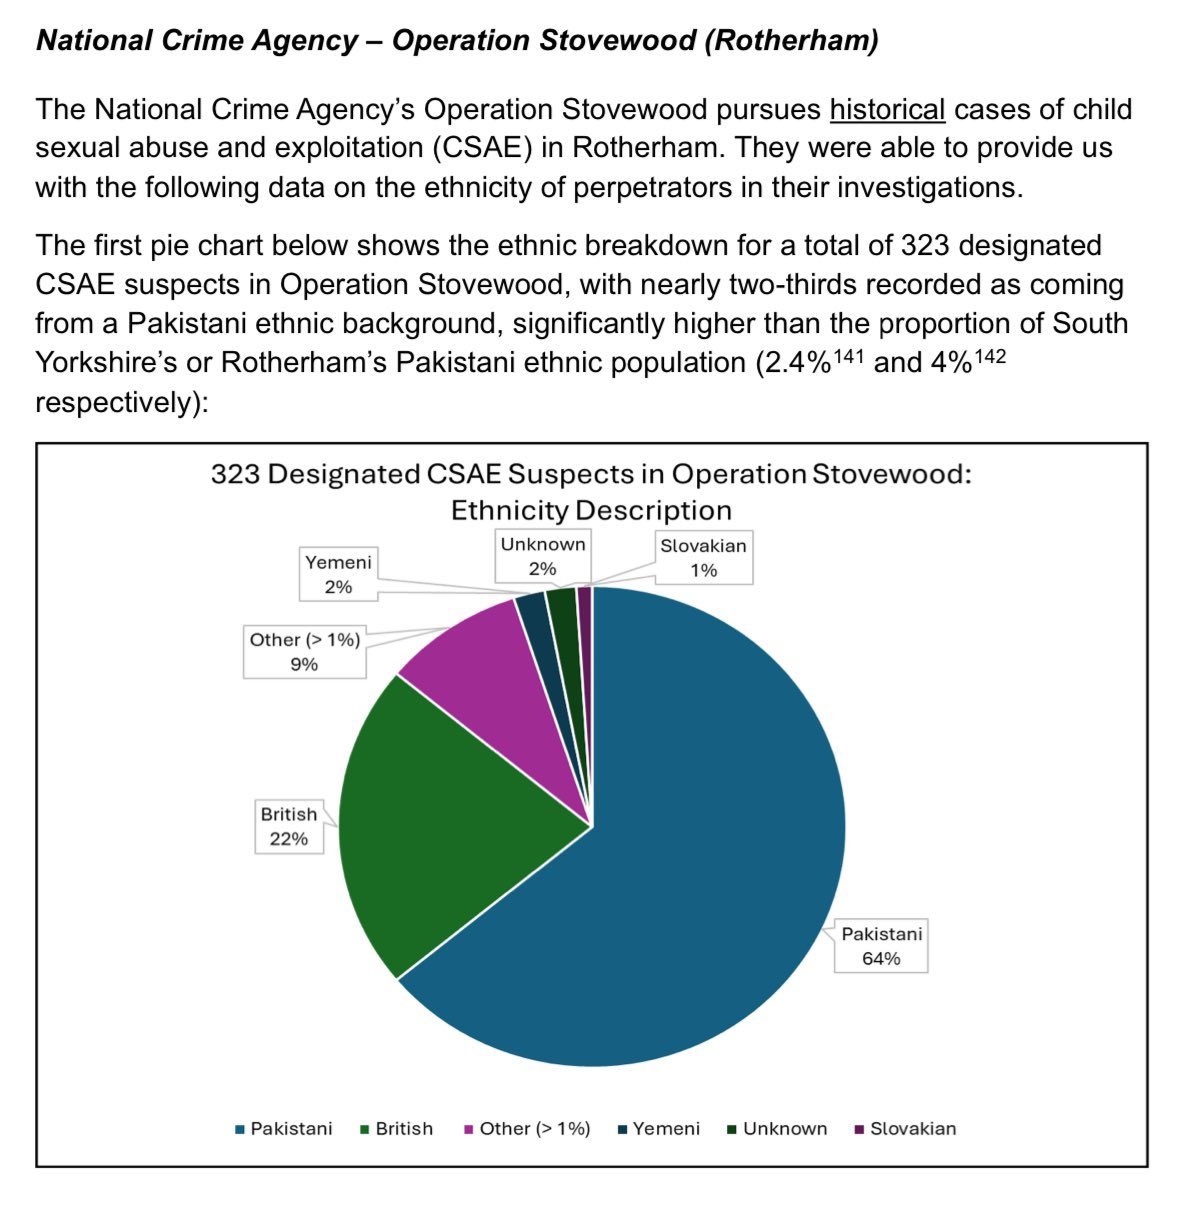 National Crime Agency – Operation Stovewood (Rotherham)
The National Crime Agency’s Operation Stovewood pursues historical cases of child
sexual abuse and exploitation (CSAE) in Rotherham. They were able to provide us
with the following data on the ethnicity of perpetrators in their investigations.
The first pie chart below shows the ethnic breakdown for a total of 323 designated
CSAE suspects in Operation Stovewood, with nearly two-thirds recorded as coming
from a Pakistani ethnic background, significantly higher than the proportion of South
Yorkshire’s or Rotherham’s Pakistani ethnic population (2.4%¹⁴¹ and 4%¹⁴²
respectively):
323 Designated CSAE Suspects in Operation Stovewood:
Ethnicity Description
Unknown
2%
Slovakian
1%
Yemeni
2%
Other (> 1%)
9%
British
22%
Pakistani
64%
Pakistani British Other (> 1%) Yemeni Unknown Slovakian